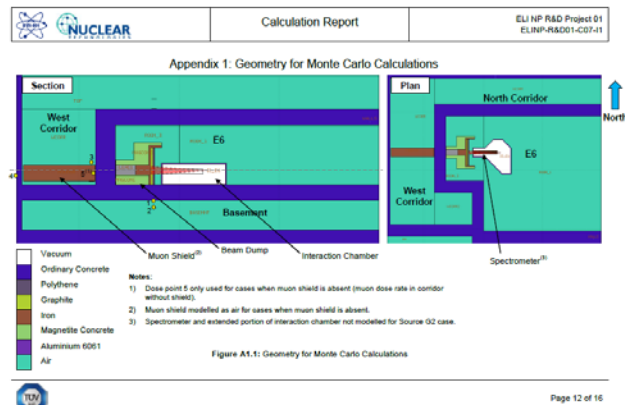 NUCLEAR
TECHNOLOGIES
Calculation Report
ELI NP R&D Project 01
ELINP-R&D01-C07-I1
Appendix 1: Geometry for Monte Carlo Calculations
Section
West
Corridor
E6
Basement
Muon Shield(2)
Beam Dump
Interaction Chamber
Plan
North Corridor
North
E6
West
Corridor
Spectrometer(3)
Vacuum
Ordinary Concrete
Polythene
Graphite
Iron
Magnetite Concrete
Aluminium 6061
Air
Notes:
1) Dose point 5 only used for cases when muon shield is absent (muon dose rate in corridor
without shield).
2) Muon shield modelled as air for cases when muon shield is absent.
3) Spectrometer and extended portion of interaction chamber not modelled for Source G2 case.
Figure A1.1: Geometry for Monte Carlo Calculations
TÜV
Page 12 of 16